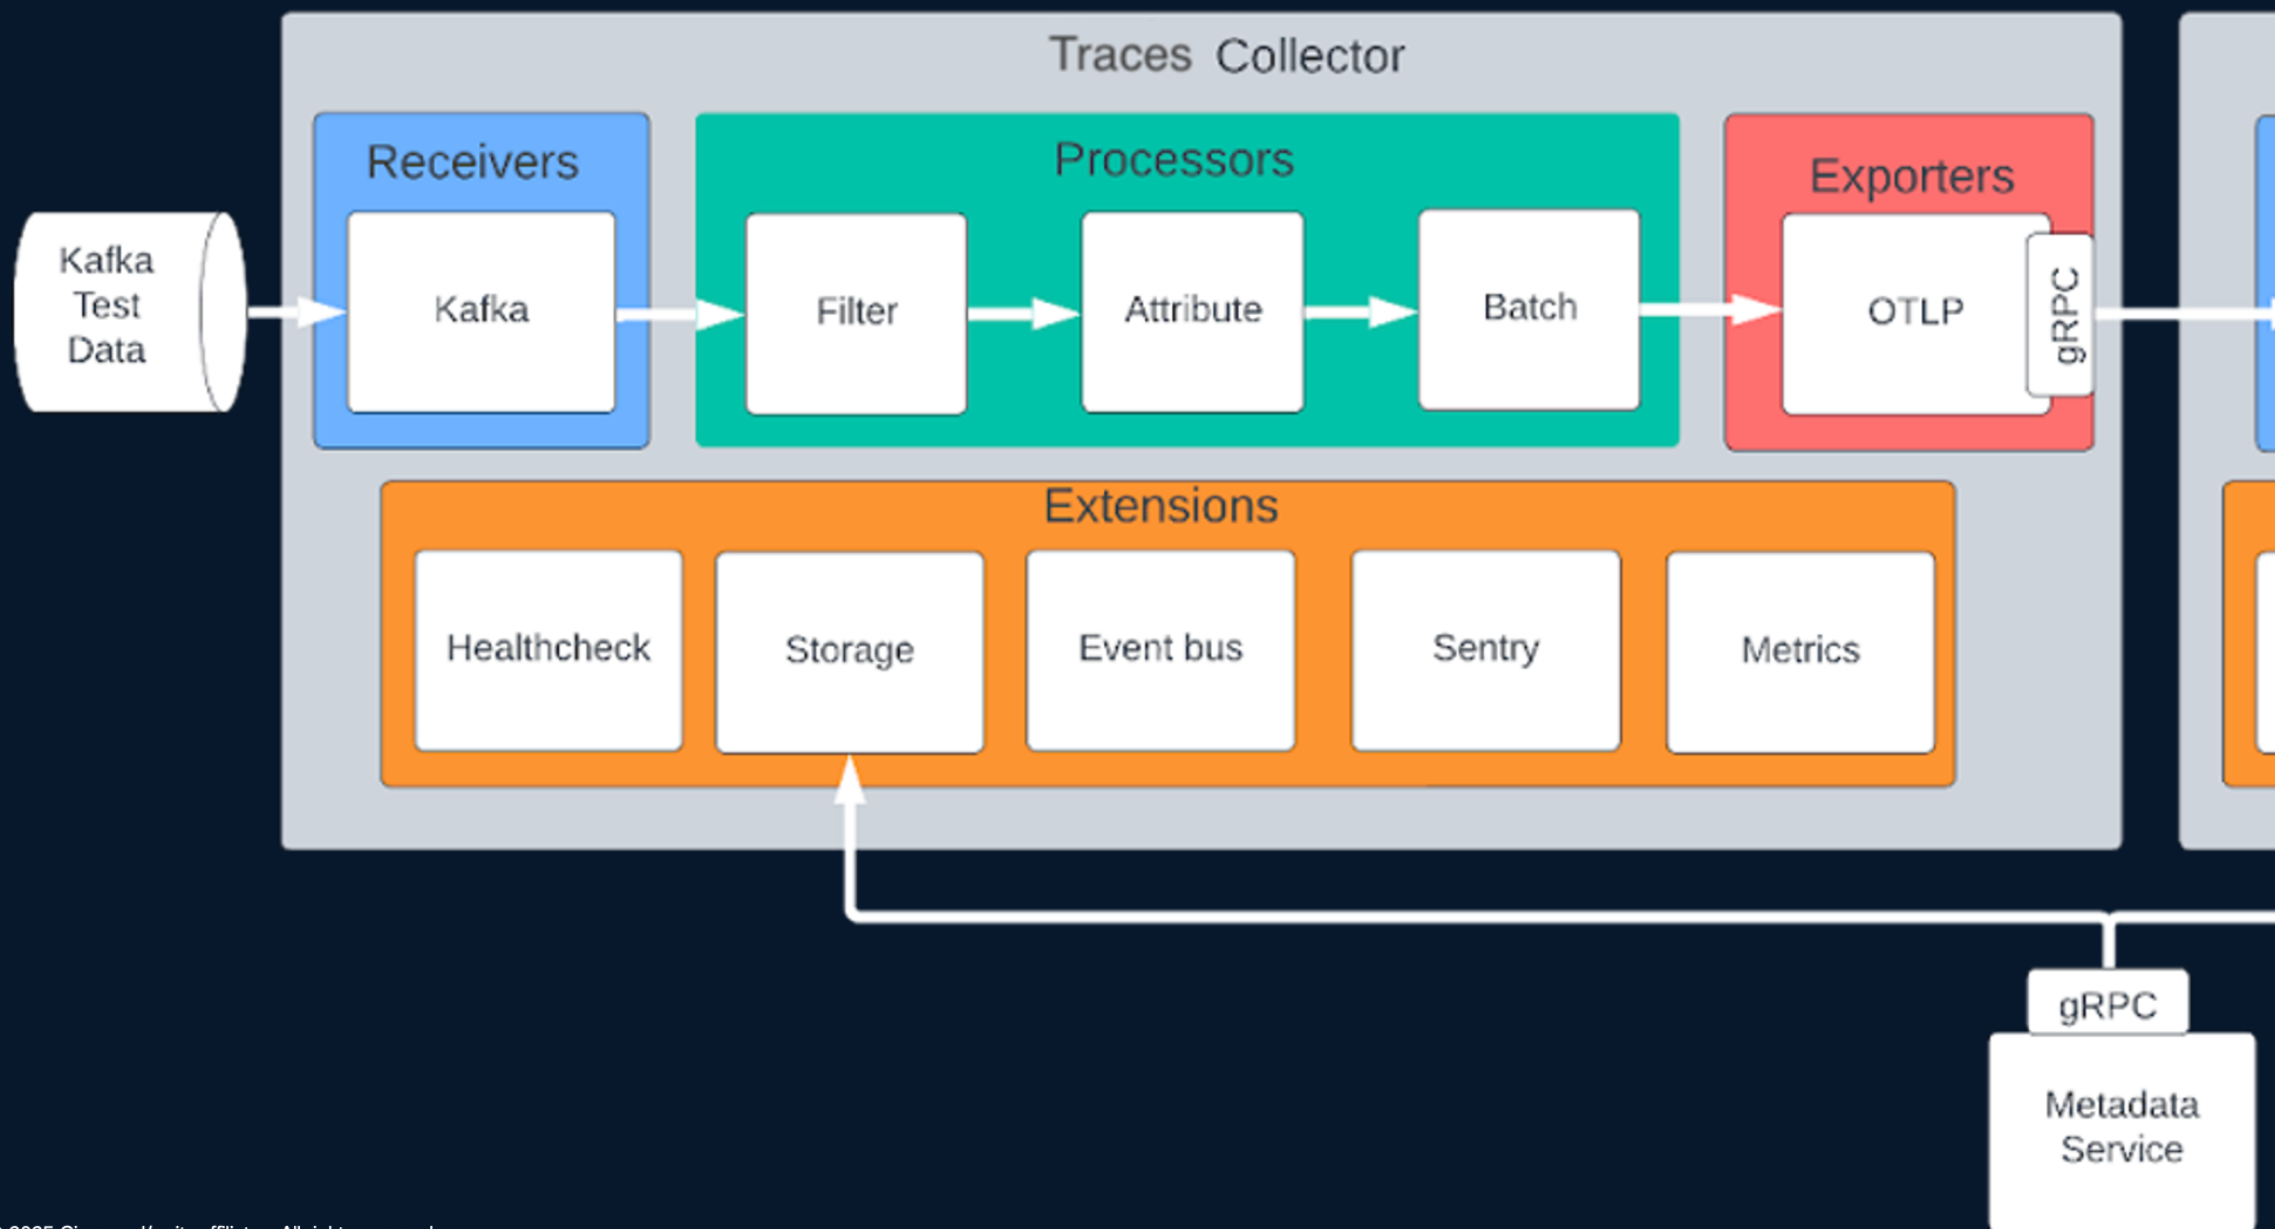 Traces Collector
Receivers
Processors
Exporters
Kafka
Test
Data
Kafka
Filter
Attribute
Batch
OTLP
gRPC
Extensions
Healthcheck
Storage
Event bus
Sentry
Metrics
gRPC
Metadata
Service